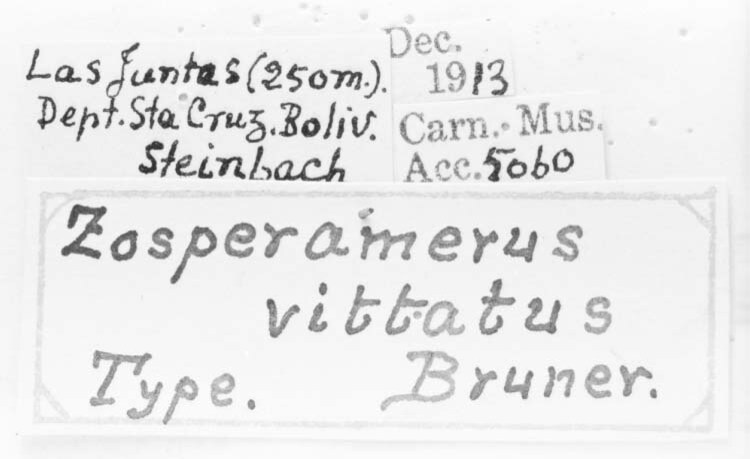 Las Juntas (250m.).
Dept. Sta Cruz. Boliv.
Steinbach
Dec.
1913
Carn. Mus.
Acc. 5060
Zosperamerus
vittatus
Type. Bruner.